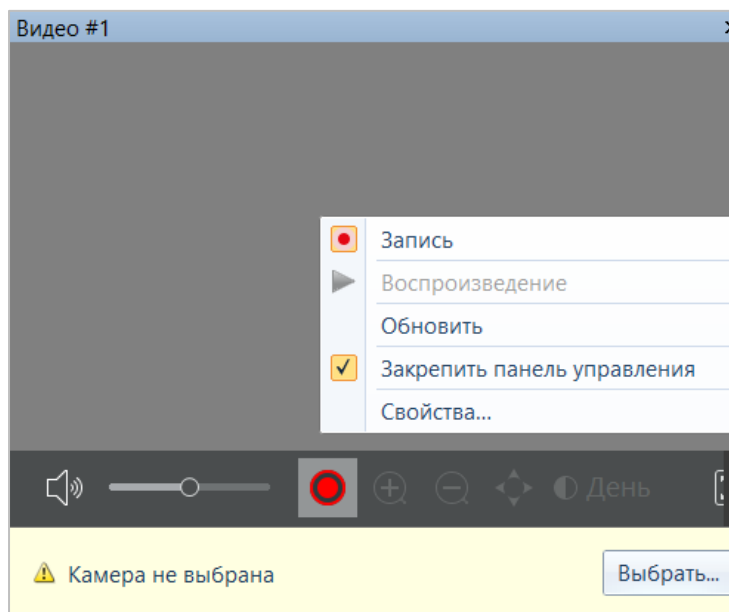 Видео #1
Запись
Воспроизведение
Обновить
Закрепить панель управления
Свойства...
День
Камера не выбрана
Выбрать...